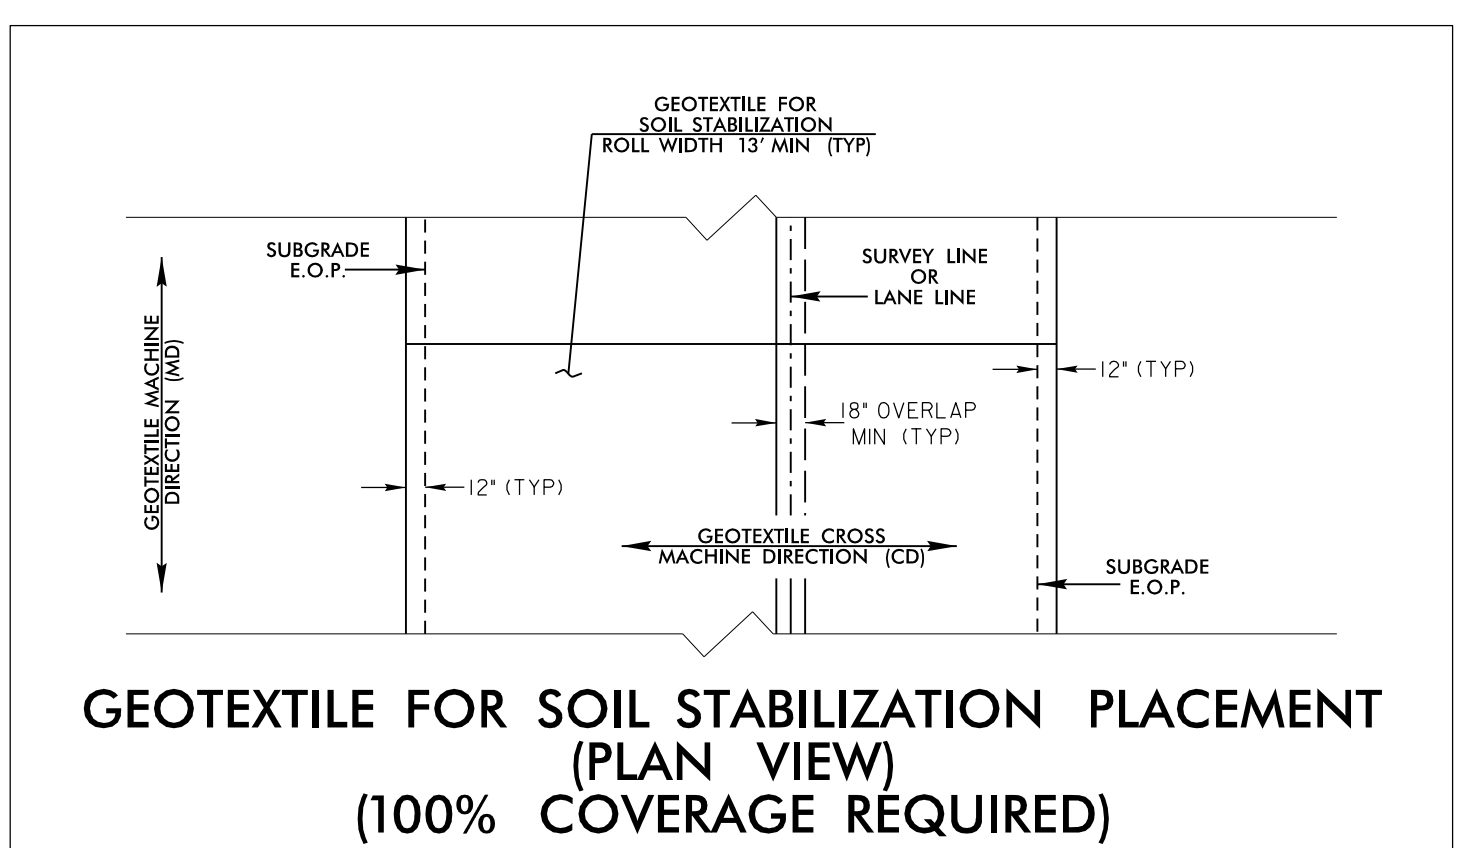 GEOTEXTILE FOR
SOIL STABILIZATION
ROLL WIDTH 13' MIN (TYP)
SUBGRADE
E.O.P.
SURVEY LINE
OR
LANE LINE
GEOTEXTILE MACHINE
DIRECTION (MD)
12" (TYP)
18" OVERLAP
MIN (TYP)
12" (TYP)
GEOTEXTILE CROSS
MACHINE DIRECTION (CD)
SUBGRADE
E.O.P.
GEOTEXTILE FOR SOIL STABILIZATION PLACEMENT
(PLAN VIEW)
(100% COVERAGE REQUIRED)